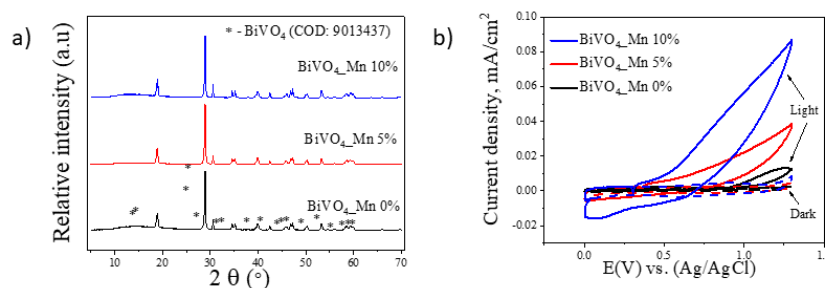 a)
* - BiVO4 (COD: 9013437)
BiVO4_Mn 10%
BiVO4_Mn 5%
BiVO4_Mn 0%
Relative intensity (a.u)
10 20 30 40 50 60 70
2 θ (°)
b)
BiVO4_Mn 10%
BiVO4_Mn 5%
BiVO4_Mn 0%
Light
Dark
Current density, mA/cm2
0.10
0.08
0.06
0.04
0.02
0.00
-0.02
0.0 0.5 1.0 1.5
E(V) vs. (Ag/AgCl)